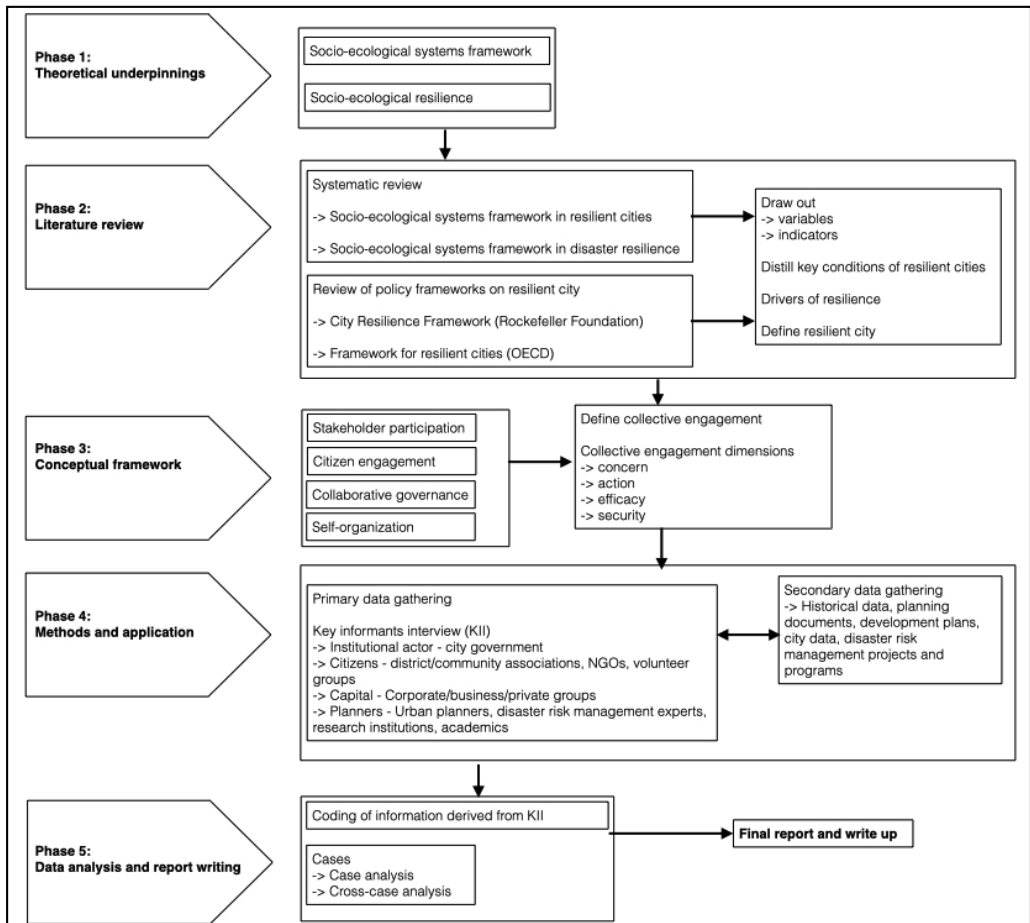 Phase 1:
Theoretical underpinnings
Socio-ecological systems framework
Socio-ecological resilience
Phase 2:
Literature review
Systematic review
-> Socio-ecological systems framework in resilient cities
-> Socio-ecological systems framework in disaster resilience
Review of policy frameworks on resilient city
-> City Resilience Framework (Rockefeller Foundation)
-> Framework for resilient cities (OECD)
Draw out
-> variables
-> indicators
Distill key conditions of resilient cities
Drivers of resilience
Define resilient city
Phase 3:
Conceptual framework
Stakeholder participation
Citizen engagement
Collaborative governance
Self-organization
Define collective engagement
Collective engagement dimensions
-> concern
-> action
-> efficacy
-> security
Phase 4:
Methods and application
Primary data gathering
Key informants interview (KII)
-> Institutional actor - city government
-> Citizens - district/community associations, NGOs, volunteer
groups
-> Capital - Corporate/business/private groups
-> Planners - Urban planners, disaster risk management experts,
research institutions, academics
Secondary data gathering
-> Historical data, planning
documents, development plans,
city data, disaster risk
management projects and
programs
Phase 5:
Data analysis and report writing
Coding of information derived from KII
Cases
-> Case analysis
-> Cross-case analysis
Final report and write up